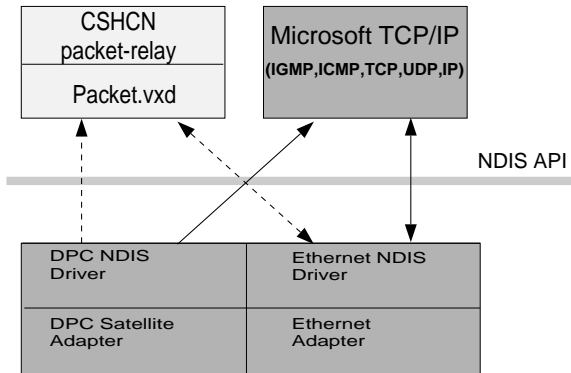 CSHCN
packet-relay
Packet.vxd
Microsoft TCP/IP
(IGMP,ICMP,TCP,UDP,IP)
NDIS API
DPC NDIS
Driver
Ethernet NDIS
Driver
DPC Satellite
Adapter
Ethernet
Adapter